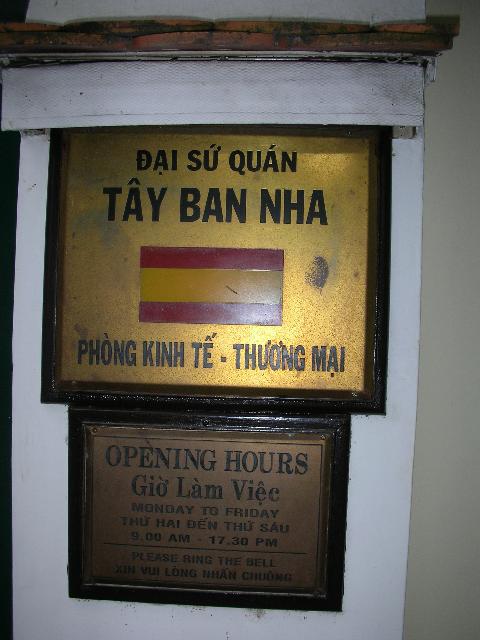 ĐẠI SỨ QUÁN
TÂY BAN NHA
PHÒNG KINH TẾ - THƯƠNG MẠI
OPENING HOURS
Giờ Làm Việc
MONDAY TO FRIDAY
THỨ HAI ĐẾN THỨ SÁU
9.00 AM - 17.30 PM
PLEASE RING THE BELL
XIN VUI LÒNG NHẤN CHUÔNG